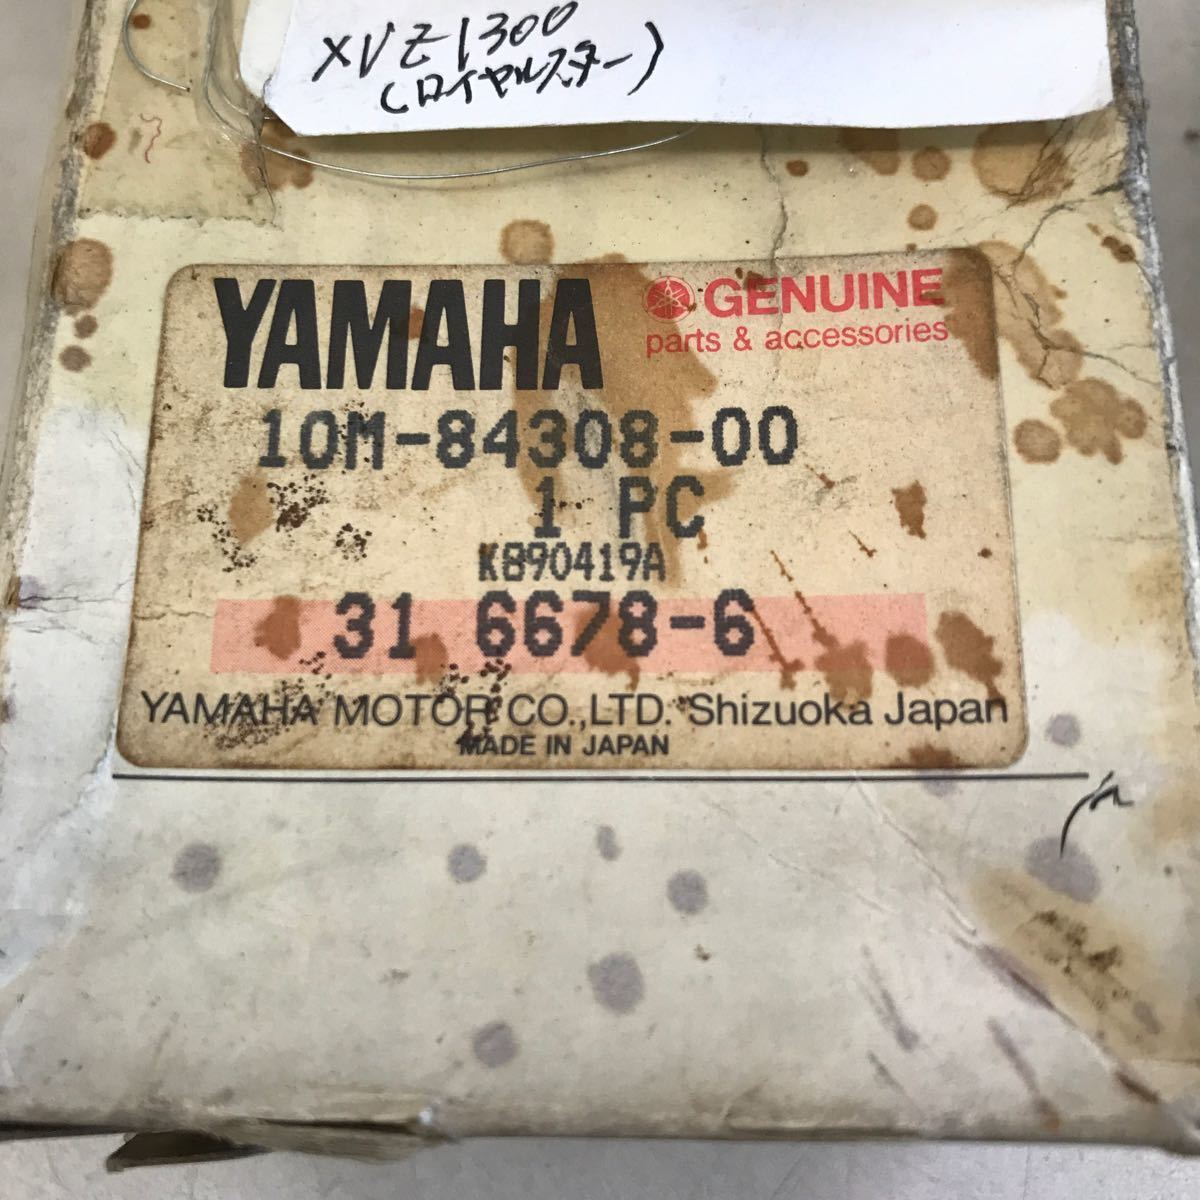 XVZ1300
(ロイヤルスター)
YAMAHA
GENUINE
parts & accessories
10M-84308-00
1 PC
K890419A
31 6678-6
YAMAHA MOTOR CO.,LTD. Shizuoka Japan
MADE IN JAPAN